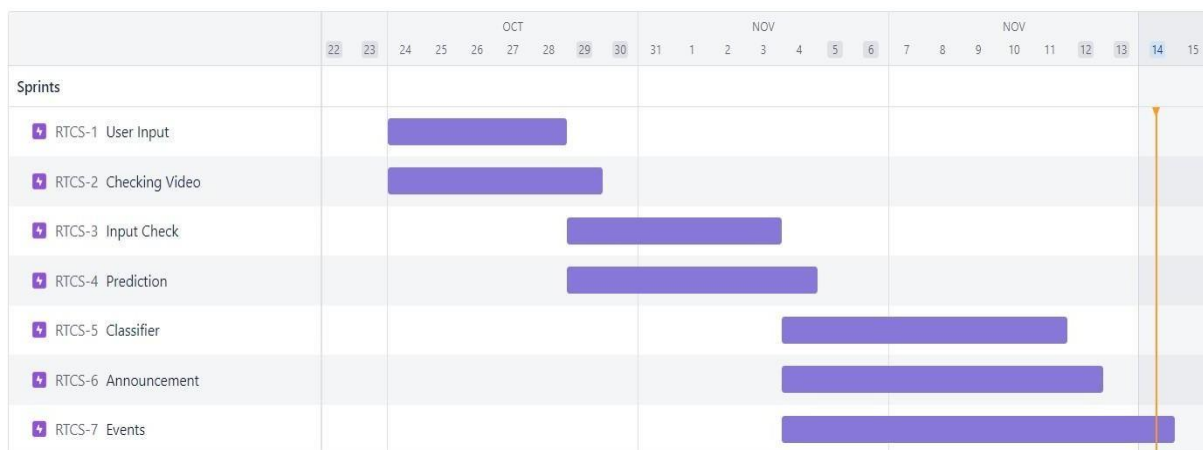 OCT NOV NOV
22 23 24 25 26 27 28 29 30 31 1 2 3 4 5 6 7 8 9 10 11 12 13 14 15
Sprints
RTCS-1 User Input
RTCS-2 Checking Video
RTCS-3 Input Check
RTCS-4 Prediction
RTCS-5 Classifier
RTCS-6 Announcement
RTCS-7 Events